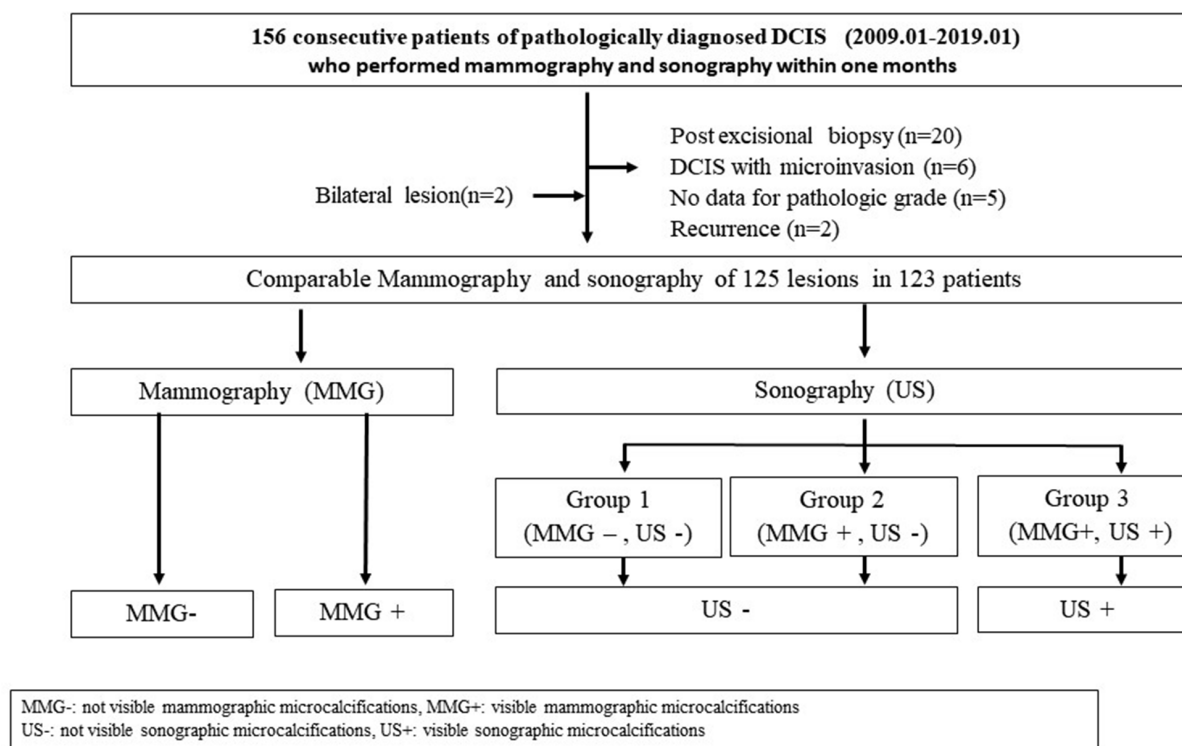 156 consecutive patients of pathologically diagnosed DCIS (2009.01-2019.01)
who performed mammography and sonography within one months
Post excisional biopsy (n=20)
DCIS with microinvasion (n=6)
Bilateral lesion(n=2)
No data for pathologic grade (n=5)
Recurrence (n=2)
Comparable Mammography and sonography of 125 lesions in 123 patients
Mammography (MMG)
Sonography (US)
Group 1
(MMG – , US -)
Group 2
(MMG + , US -)
Group 3
(MMG+, US +)
MMG-
MMG +
US -
US +
MMG-: not visible mammographic microcalcifications, MMG+: visible mammographic microcalcifications
US-: not visible sonographic microcalcifications, US+: visible sonographic microcalcifications